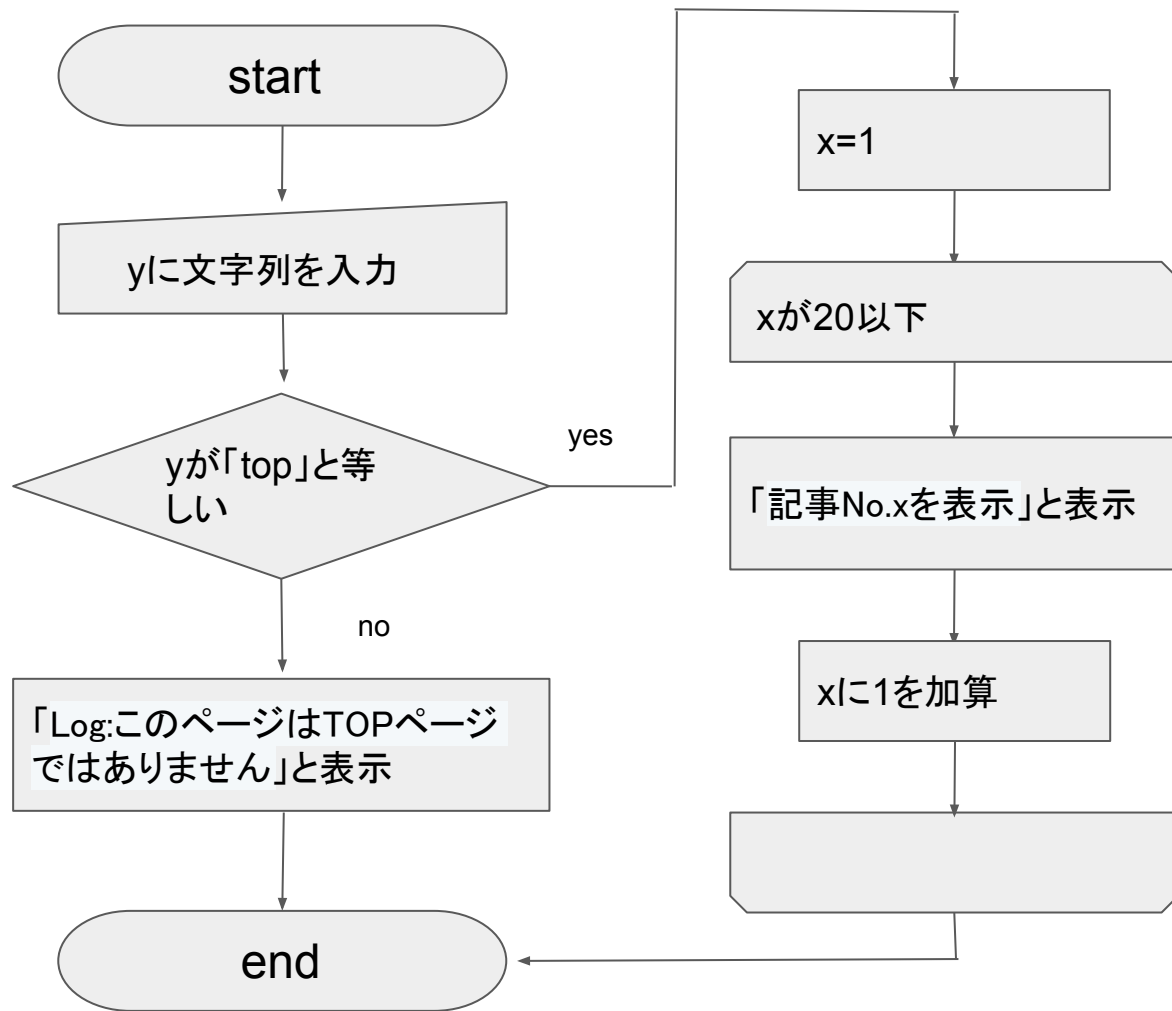 start
yに文字列を入力
yが「top」と等
しい
yes
no
「Log:このページはTOPページ
ではありません」と表示
end
x=1
xが20以下
「記事No.xを表示」と表示
xに1を加算